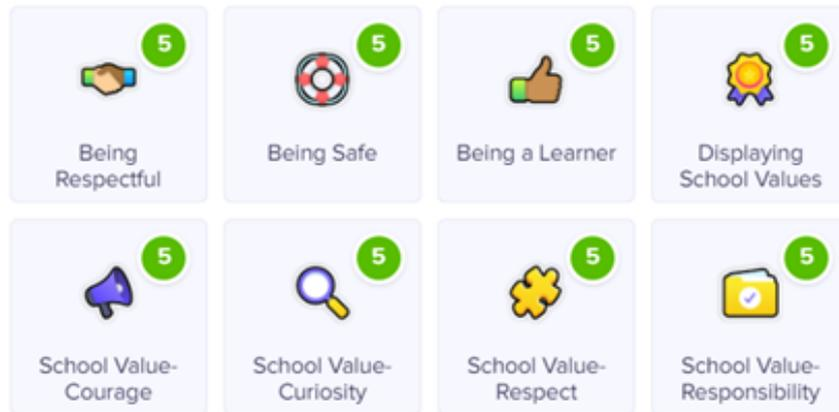 5
5
5
5
Being
Respectful
Being Safe
Being a Learner
Displaying
School Values
5
5
5
5
School Value-
Courage
School Value-
Curiosity
School Value-
Respect
School Value-
Responsibility